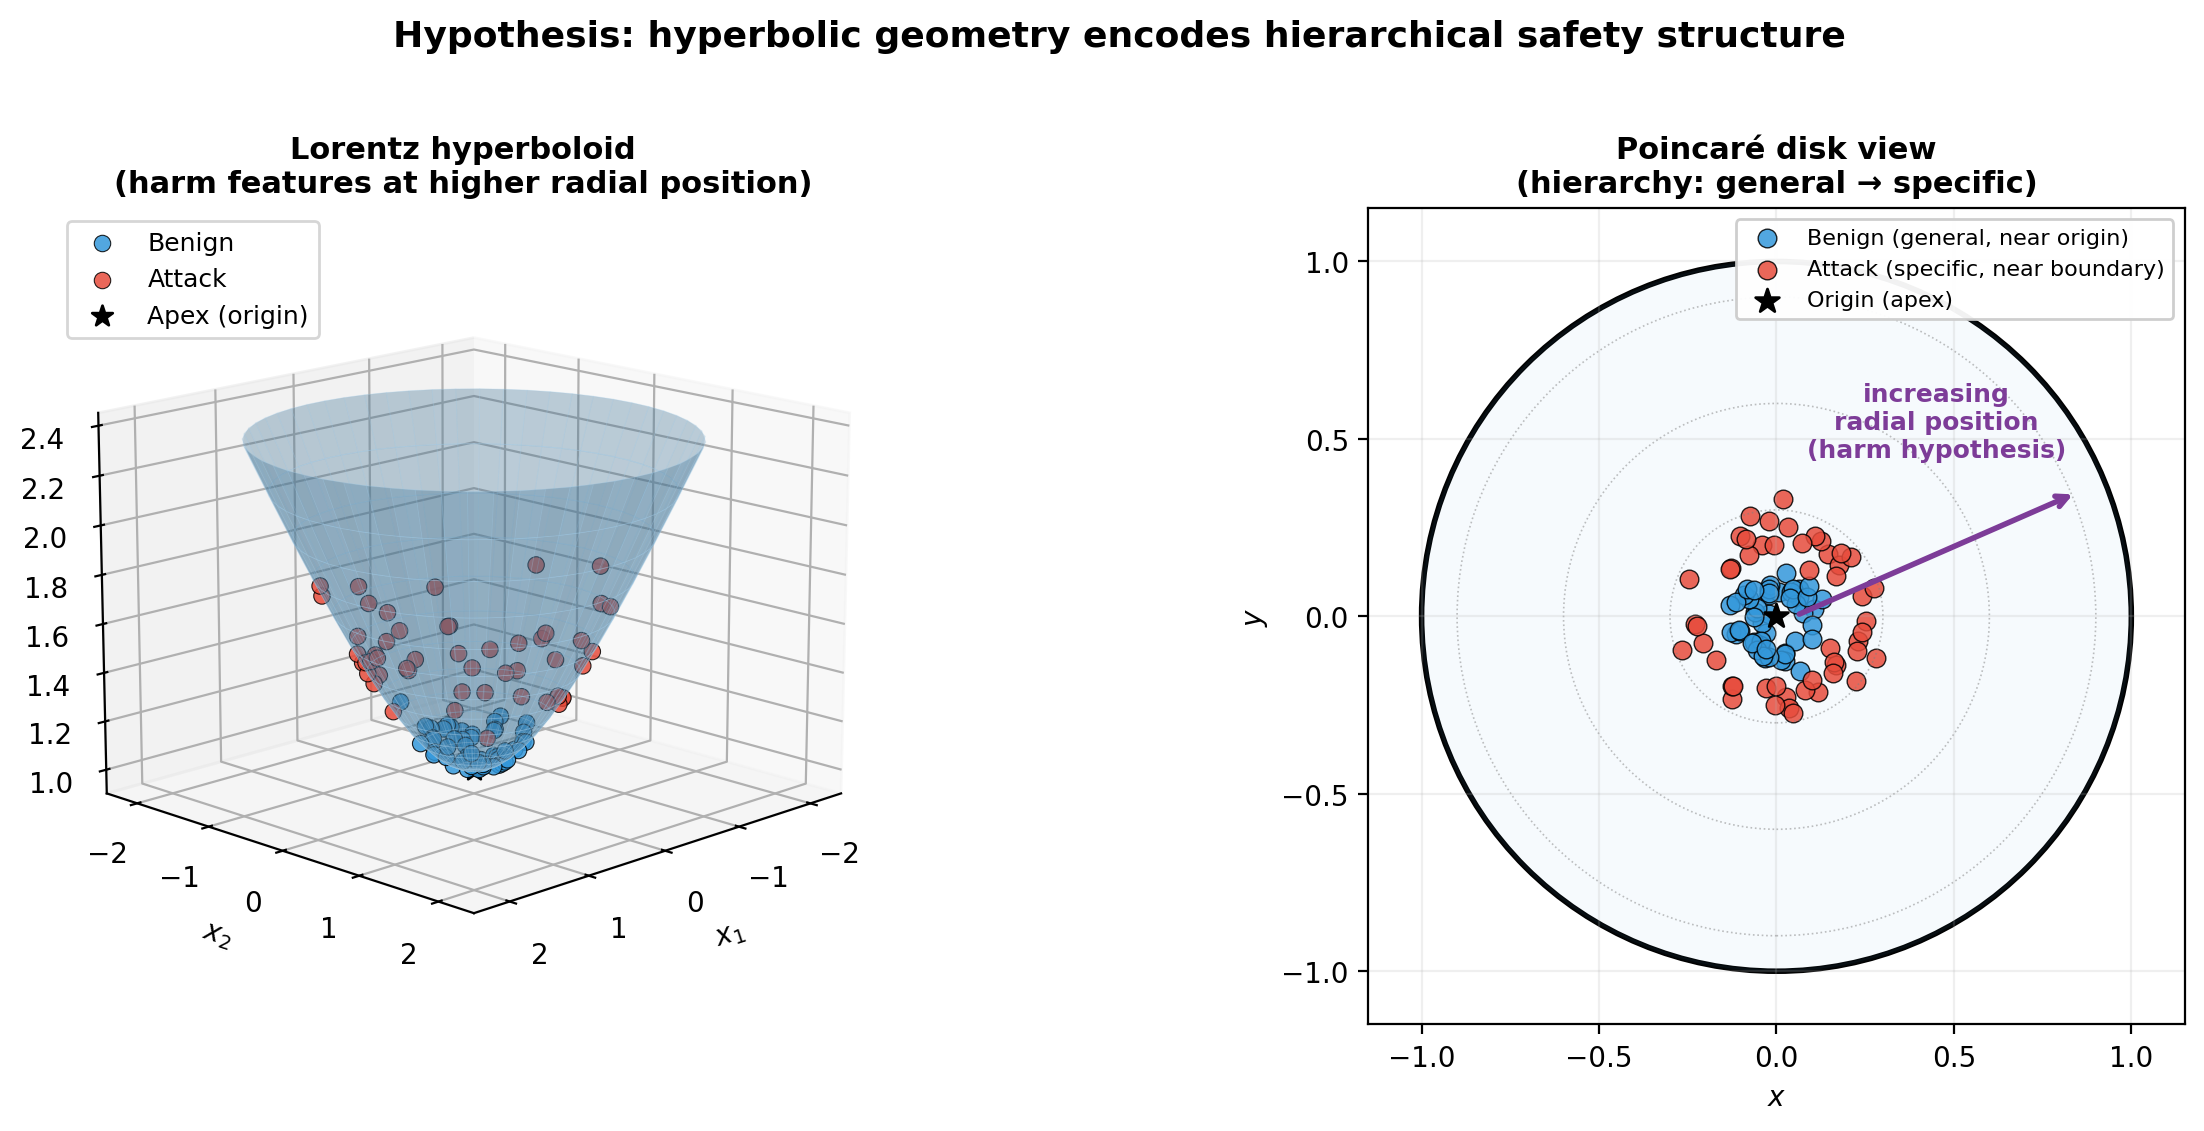 Hypothesis: hyperbolic geometry encodes hierarchical safety structure
Lorentz hyperboloid
(harm features at higher radial position)
Benign
Attack
Apex (origin)
2.4
2.2
2.0
1.8
1.6
1.4
1.2
1.0
−2
−1
0
1
2
x₂
2
1
0
−1
−2
x₁
Poincaré disk view
(hierarchy: general → specific)
Benign (general, near origin)
Attack (specific, near boundary)
Origin (apex)
increasing
radial position
(harm hypothesis)
1.0
0.5
0.0
−0.5
−1.0
y
−1.0
−0.5
0.0
0.5
1.0
x